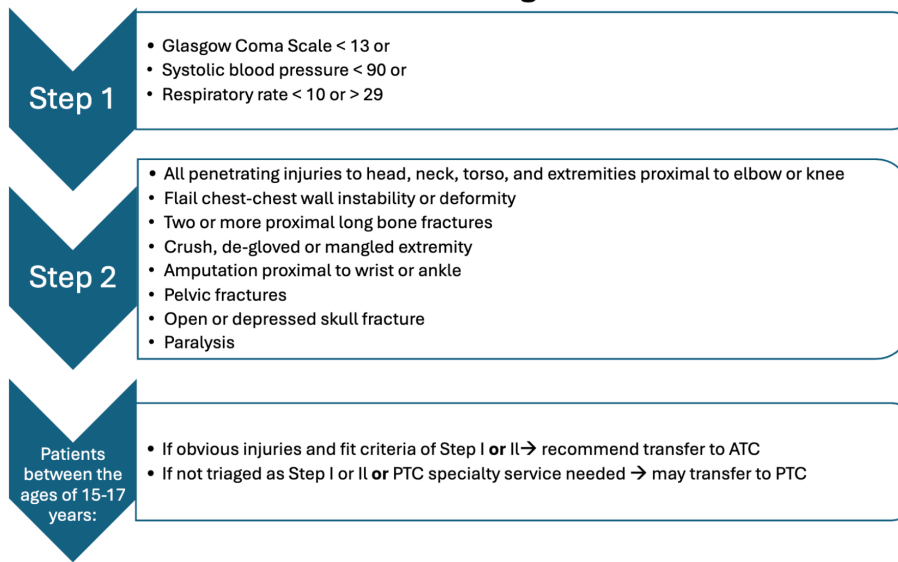 Step 1
• Glasgow Coma Scale < 13 or
• Systolic blood pressure < 90 or
• Respiratory rate < 10 or > 29
Step 2
• All penetrating injuries to head, neck, torso, and extremities proximal to elbow or knee
• Flail chest-chest wall instability or deformity
• Two or more proximal long bone fractures
• Crush, de-gloved or mangled extremity
• Amputation proximal to wrist or ankle
• Pelvic fractures
• Open or depressed skull fracture
• Paralysis
Patients
between the
ages of 15-17
years:
• If obvious injuries and fit criteria of Step I or II→ recommend transfer to ATC
• If not triaged as Step I or II or PTC specialty service needed → may transfer to PTC